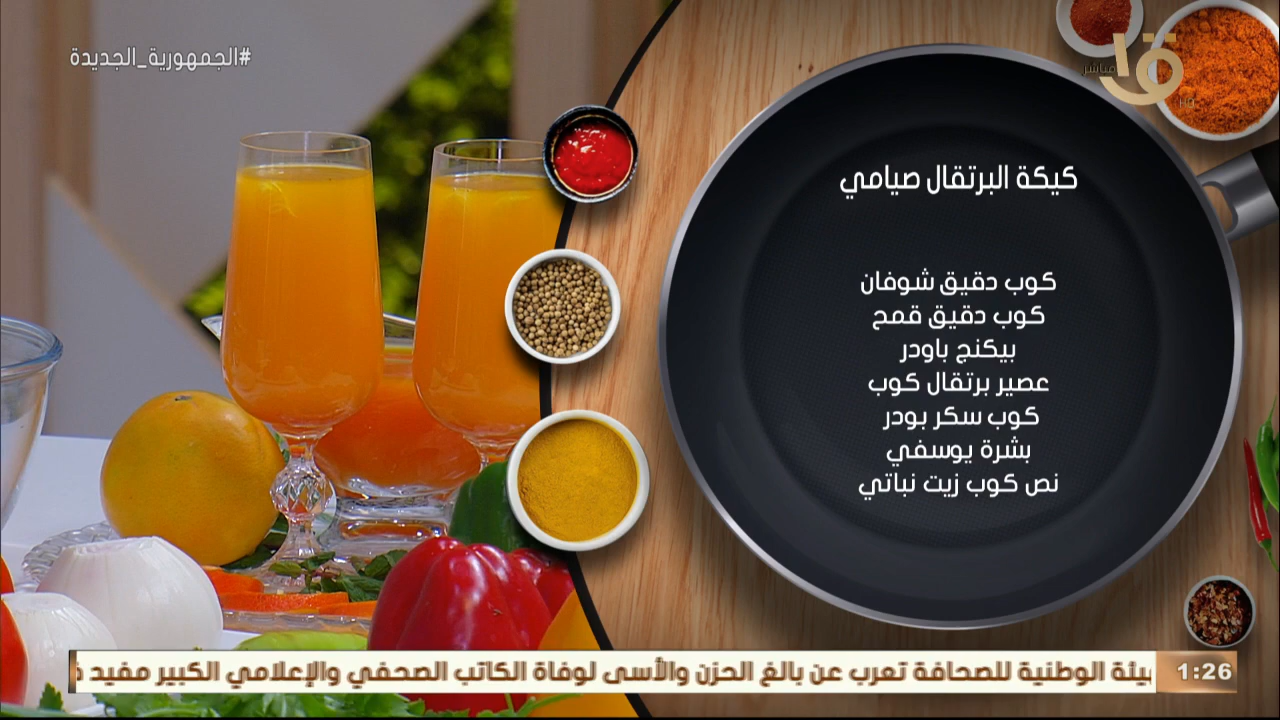 #الجمهورية_الجديدة
مباشر
HD
كيكة البرتقال صيامي
كوب دقيق شوفان
كوب دقيق قمح
بيكنج باودر
عصير برتقال كوب
كوب سكر بودر
بشرة يوسفي
نص كوب زيت نباتي
الوطنية للصحافة تعرب عن بالغ الحزن والأسى لوفاة الكاتب الصحفي والإعلامي الكبير مفيد
1:26